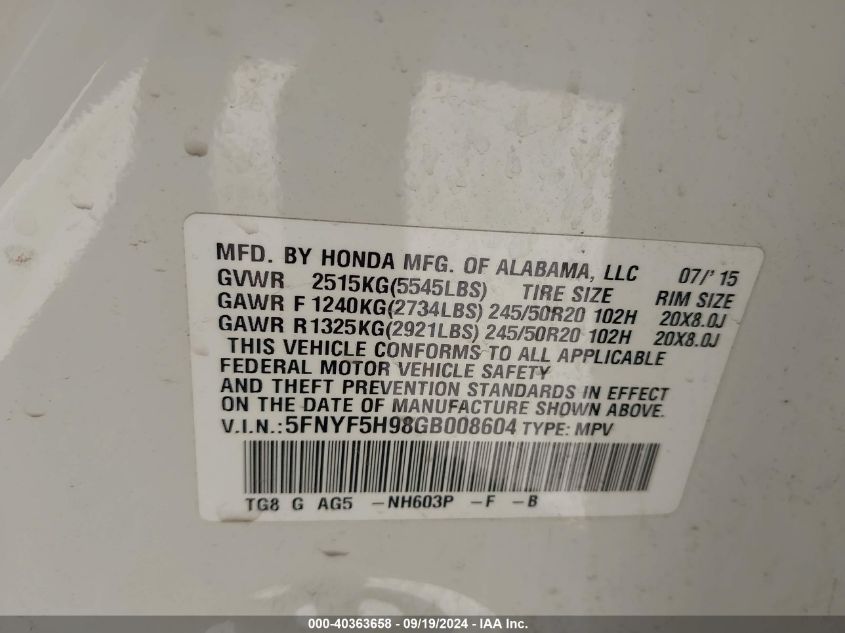 MFD. BY HONDA MFG. OF ALABAMA, LLC 07/'15
GVWR 2515KG(5545LBS) TIRE SIZE RIM SIZE
GAWR F 1240KG(2734LBS) 245/50R20 102H 20X8.0J
GAWR R1325KG(2921LBS) 245/50R20 102H 20X8.0J
THIS VEHICLE CONFORMS TO ALL APPLICABLE
FEDERAL MOTOR VEHICLE SAFETY
AND THEFT PREVENTION STANDARDS IN EFFECT
ON THE DATE OF MANUFACTURE SHOWN ABOVE.
V.I.N.: 5FNYF5H98GB008604 TYPE: MPV
TG8 G AG5 -NH603P -F -B
000-40363658 - 09/19/2024 - IAA Inc.